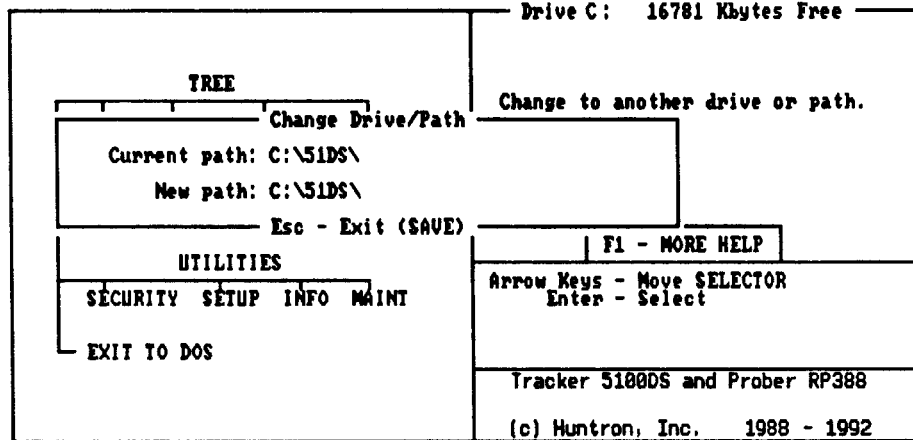 Drive C: 16781 Kbytes Free
TREE
Change to another drive or path.
Change Drive/Path
Current path: C:\51DS\
New path: C:\51DS\
Esc - Exit (SAVE)
F1 - MORE HELP
UTILITIES
Arrow Keys - Move SELECTOR
Enter - Select
SECURITY SETUP INFO MAINT
EXIT TO DOS
Tracker 5100DS and Prober RP388
(c) Huntron, Inc. 1988 - 1992